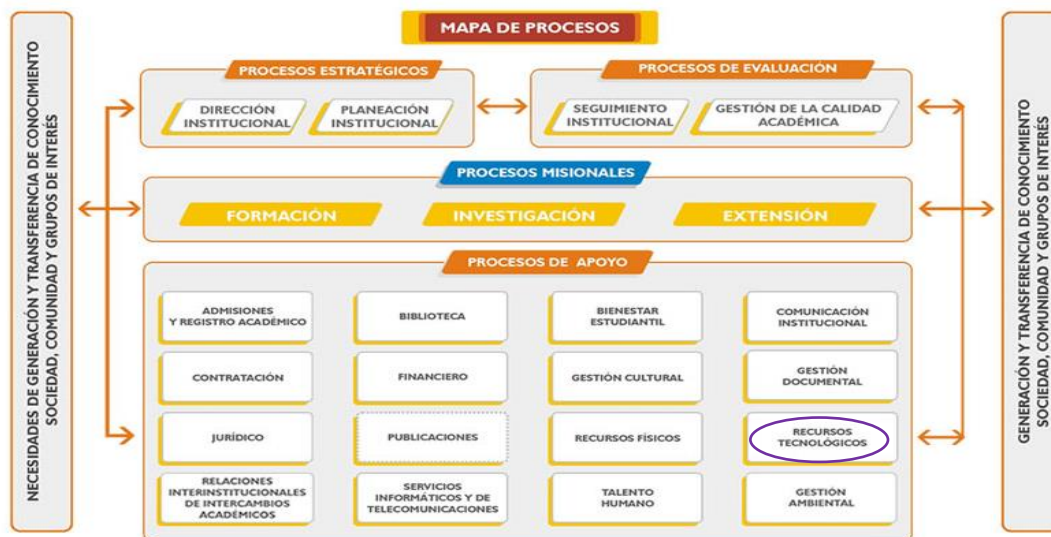 MAPA DE PROCESOS
NECESIDADES DE GENERACIÓN Y TRANSFERENCIA DE CONOCIMIENTO
SOCIEDAD, COMUNIDAD Y GRUPOS DE INTERÉS
PROCESOS ESTRATÉGICOS
DIRECCIÓN
INSTITUCIONAL
PLANEACIÓN
INSTITUCIONAL
PROCESOS DE EVALUACIÓN
SEGUIMIENTO
INSTITUCIONAL
GESTIÓN DE LA CALIDAD
ACADÉMICA
PROCESOS MISIONALES
FORMACIÓN
INVESTIGACIÓN
EXTENSIÓN
PROCESOS DE APOYO
ADMISIONES
Y REGISTRO ACADÉMICO
BIBLIOTECA
BIENESTAR
ESTUDIANTIL
COMUNICACIÓN
INSTITUCIONAL
CONTRATACIÓN
FINANCIERO
GESTIÓN CULTURAL
GESTIÓN
DOCUMENTAL
JURÍDICO
PUBLICACIONES
RECURSOS FÍSICOS
RECURSOS
TECNOLÓGICOS
RELACIONES
INTERINSTITUCIONALES
DE INTERCAMBIOS
ACADÉMICOS
SERVICIOS
INFORMÁTICOS Y DE
TELECOMUNICACIONES
TALENTO
HUMANO
GESTIÓN
AMBIENTAL
GENERACIÓN Y TRANSFERENCIA DE CONOCIMIENTO
SOCIEDAD, COMUNIDAD Y GRUPOS DE INTERÉS